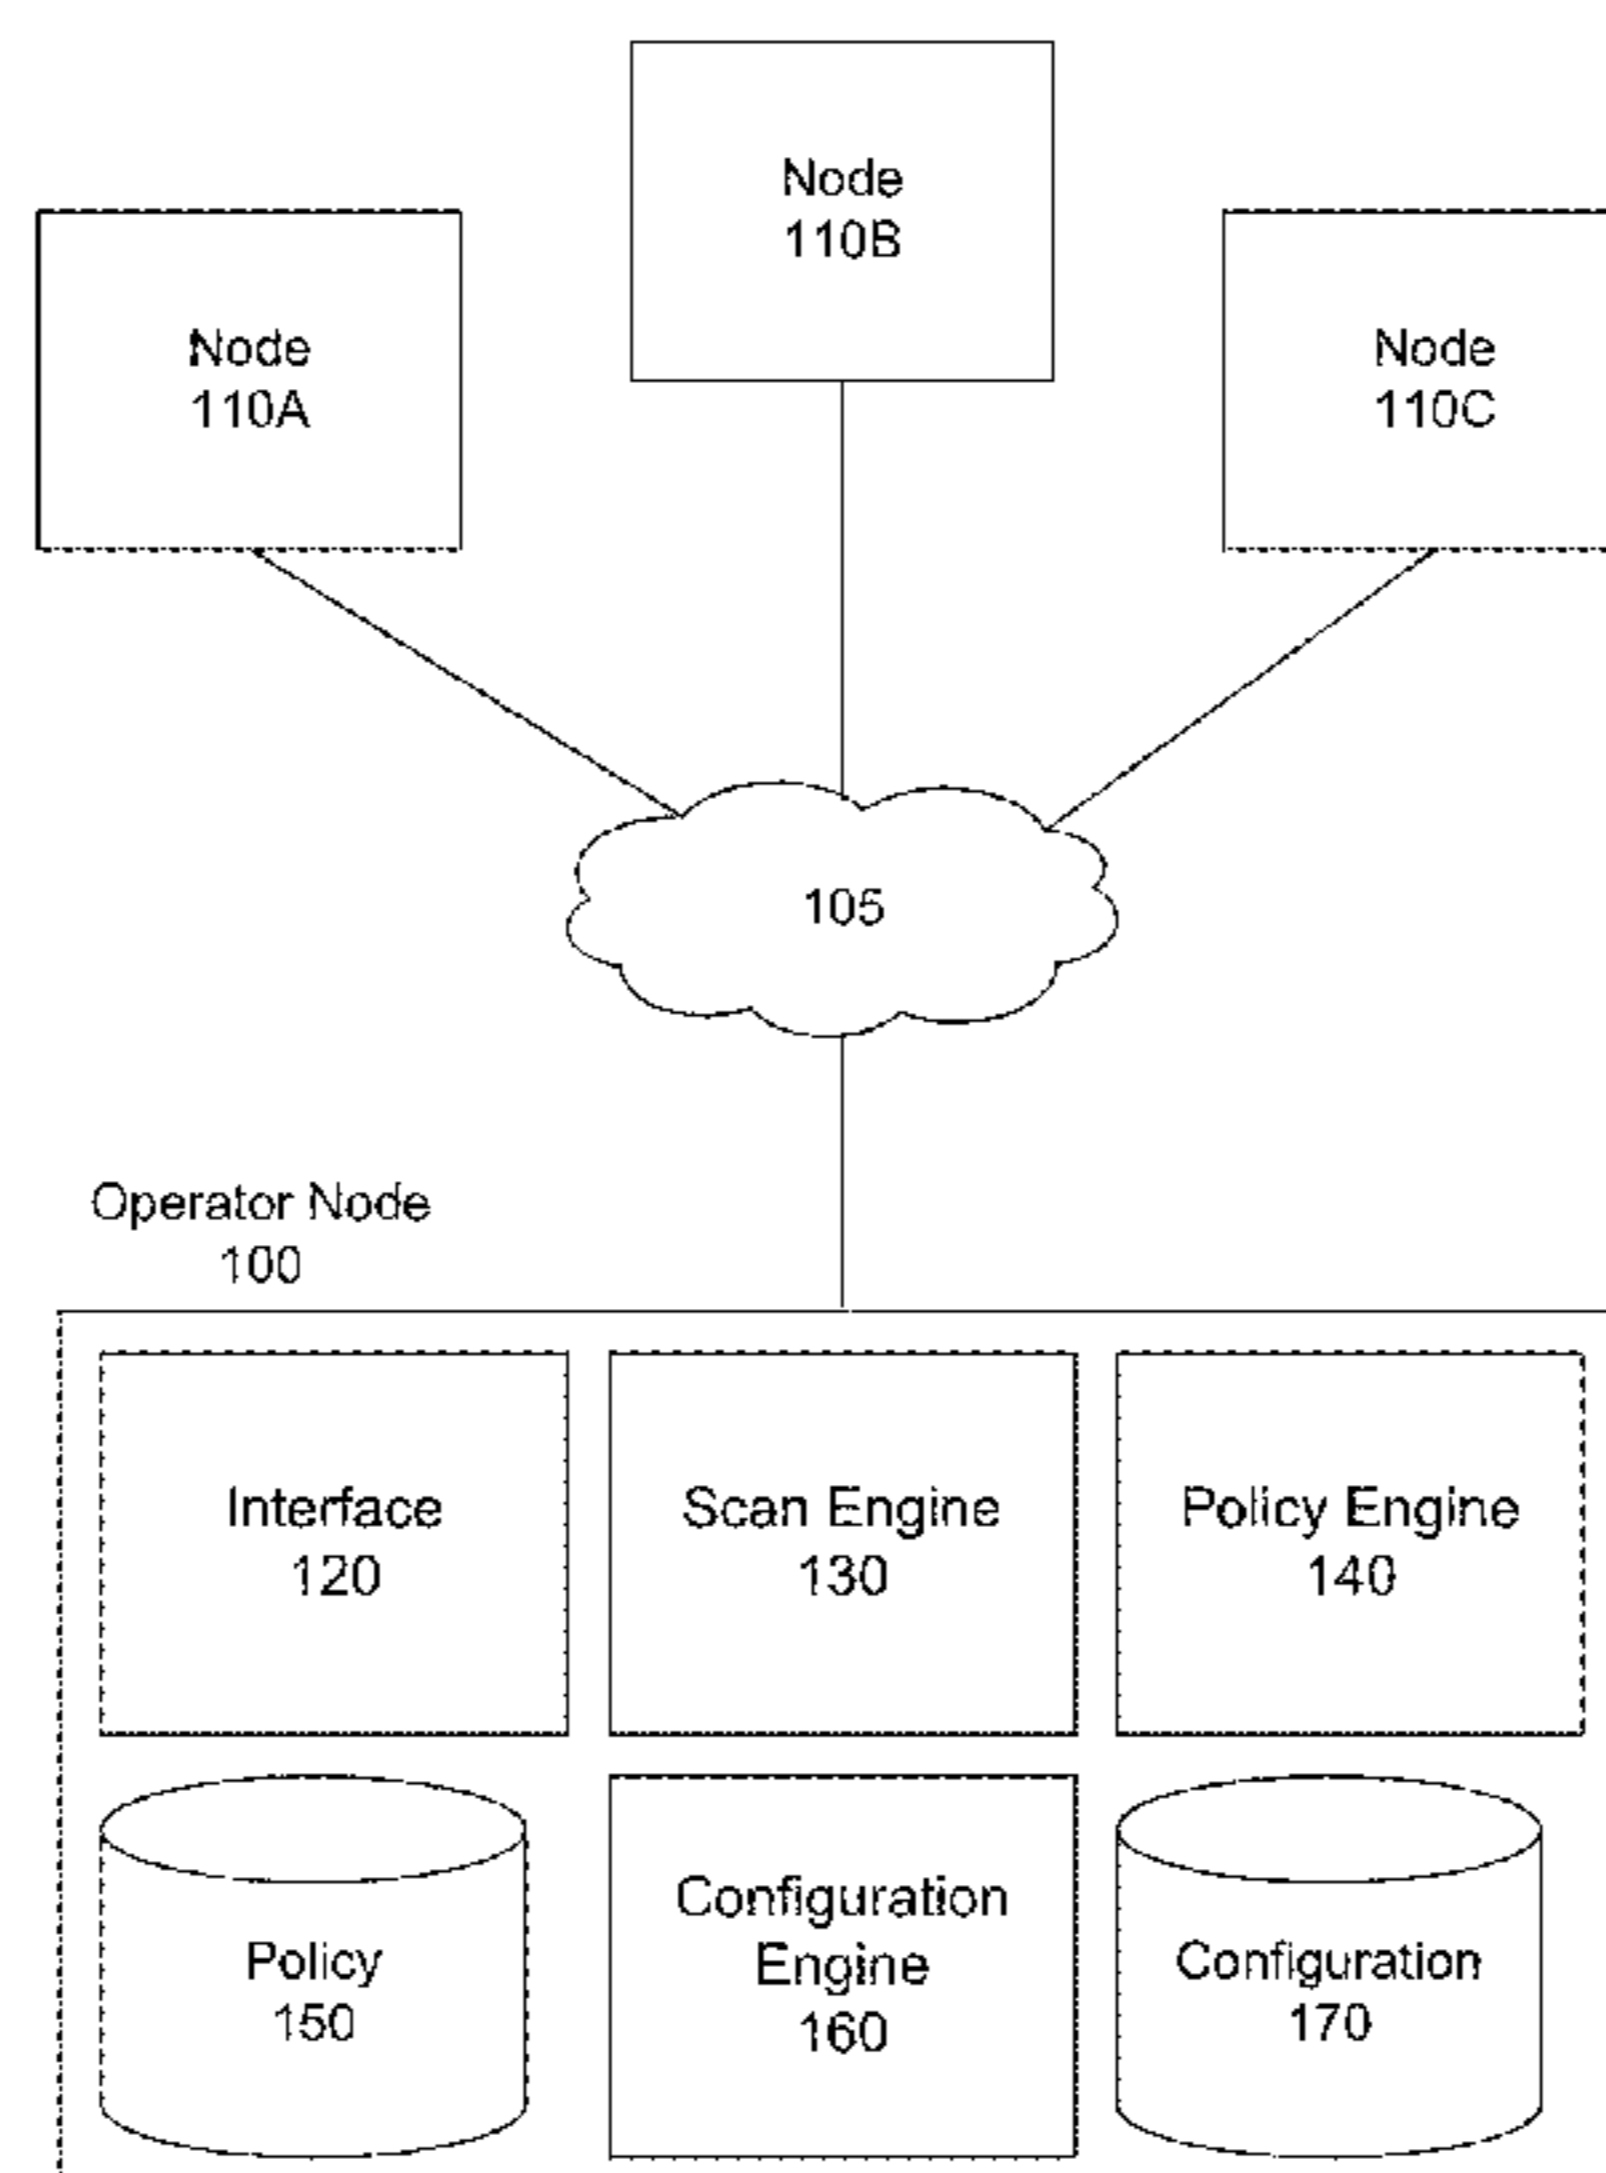 Node
110B
Node
110A
Node
110C
105
Operator Node
100
Interface
120
Scan Engine
130
Policy Engine
140
Policy
150
Configuration
Engine
160
Configuration
170